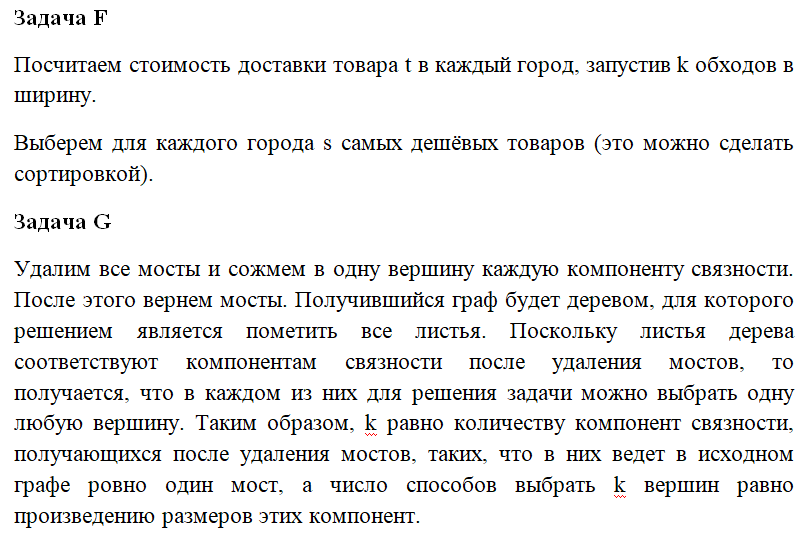 Задача F
Посчитаем стоимость доставки товара t в каждый город, запустив k обходов в
ширину.
Выберем для каждого города s самых дешёвых товаров (это можно сделать
сортировкой).
Задача G
Удалим все мосты и сожмем в одну вершину каждую компоненту связности.
После этого вернем мосты. Получившийся граф будет деревом, для которого
решением является пометить все листья. Поскольку листья дерева
соответствуют компонентам связности после удаления мостов, то
получается, что в каждом из них для решения задачи можно выбрать одну
любую вершину. Таким образом, k равно количеству компонент связности,
получающихся после удаления мостов, таких, что в них ведет в исходном
графе ровно один мост, а число способов выбрать k вершин равно
произведению размеров этих компонент.